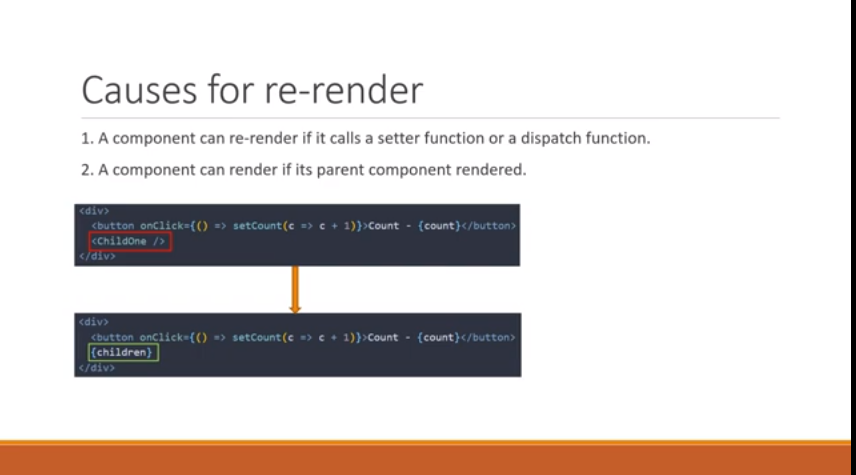 Causes for re-render
1. A component can re-render if it calls a setter function or a dispatch function.
2. A component can render if its parent component rendered.
<div>
<button onClick={() => setCount(c => c + 1)}>Count - {count}</button>
<ChildOne />
</div>
<div>
<button onClick={() => setCount(c => c + 1)}>Count - {count}</button>
{children}
</div>